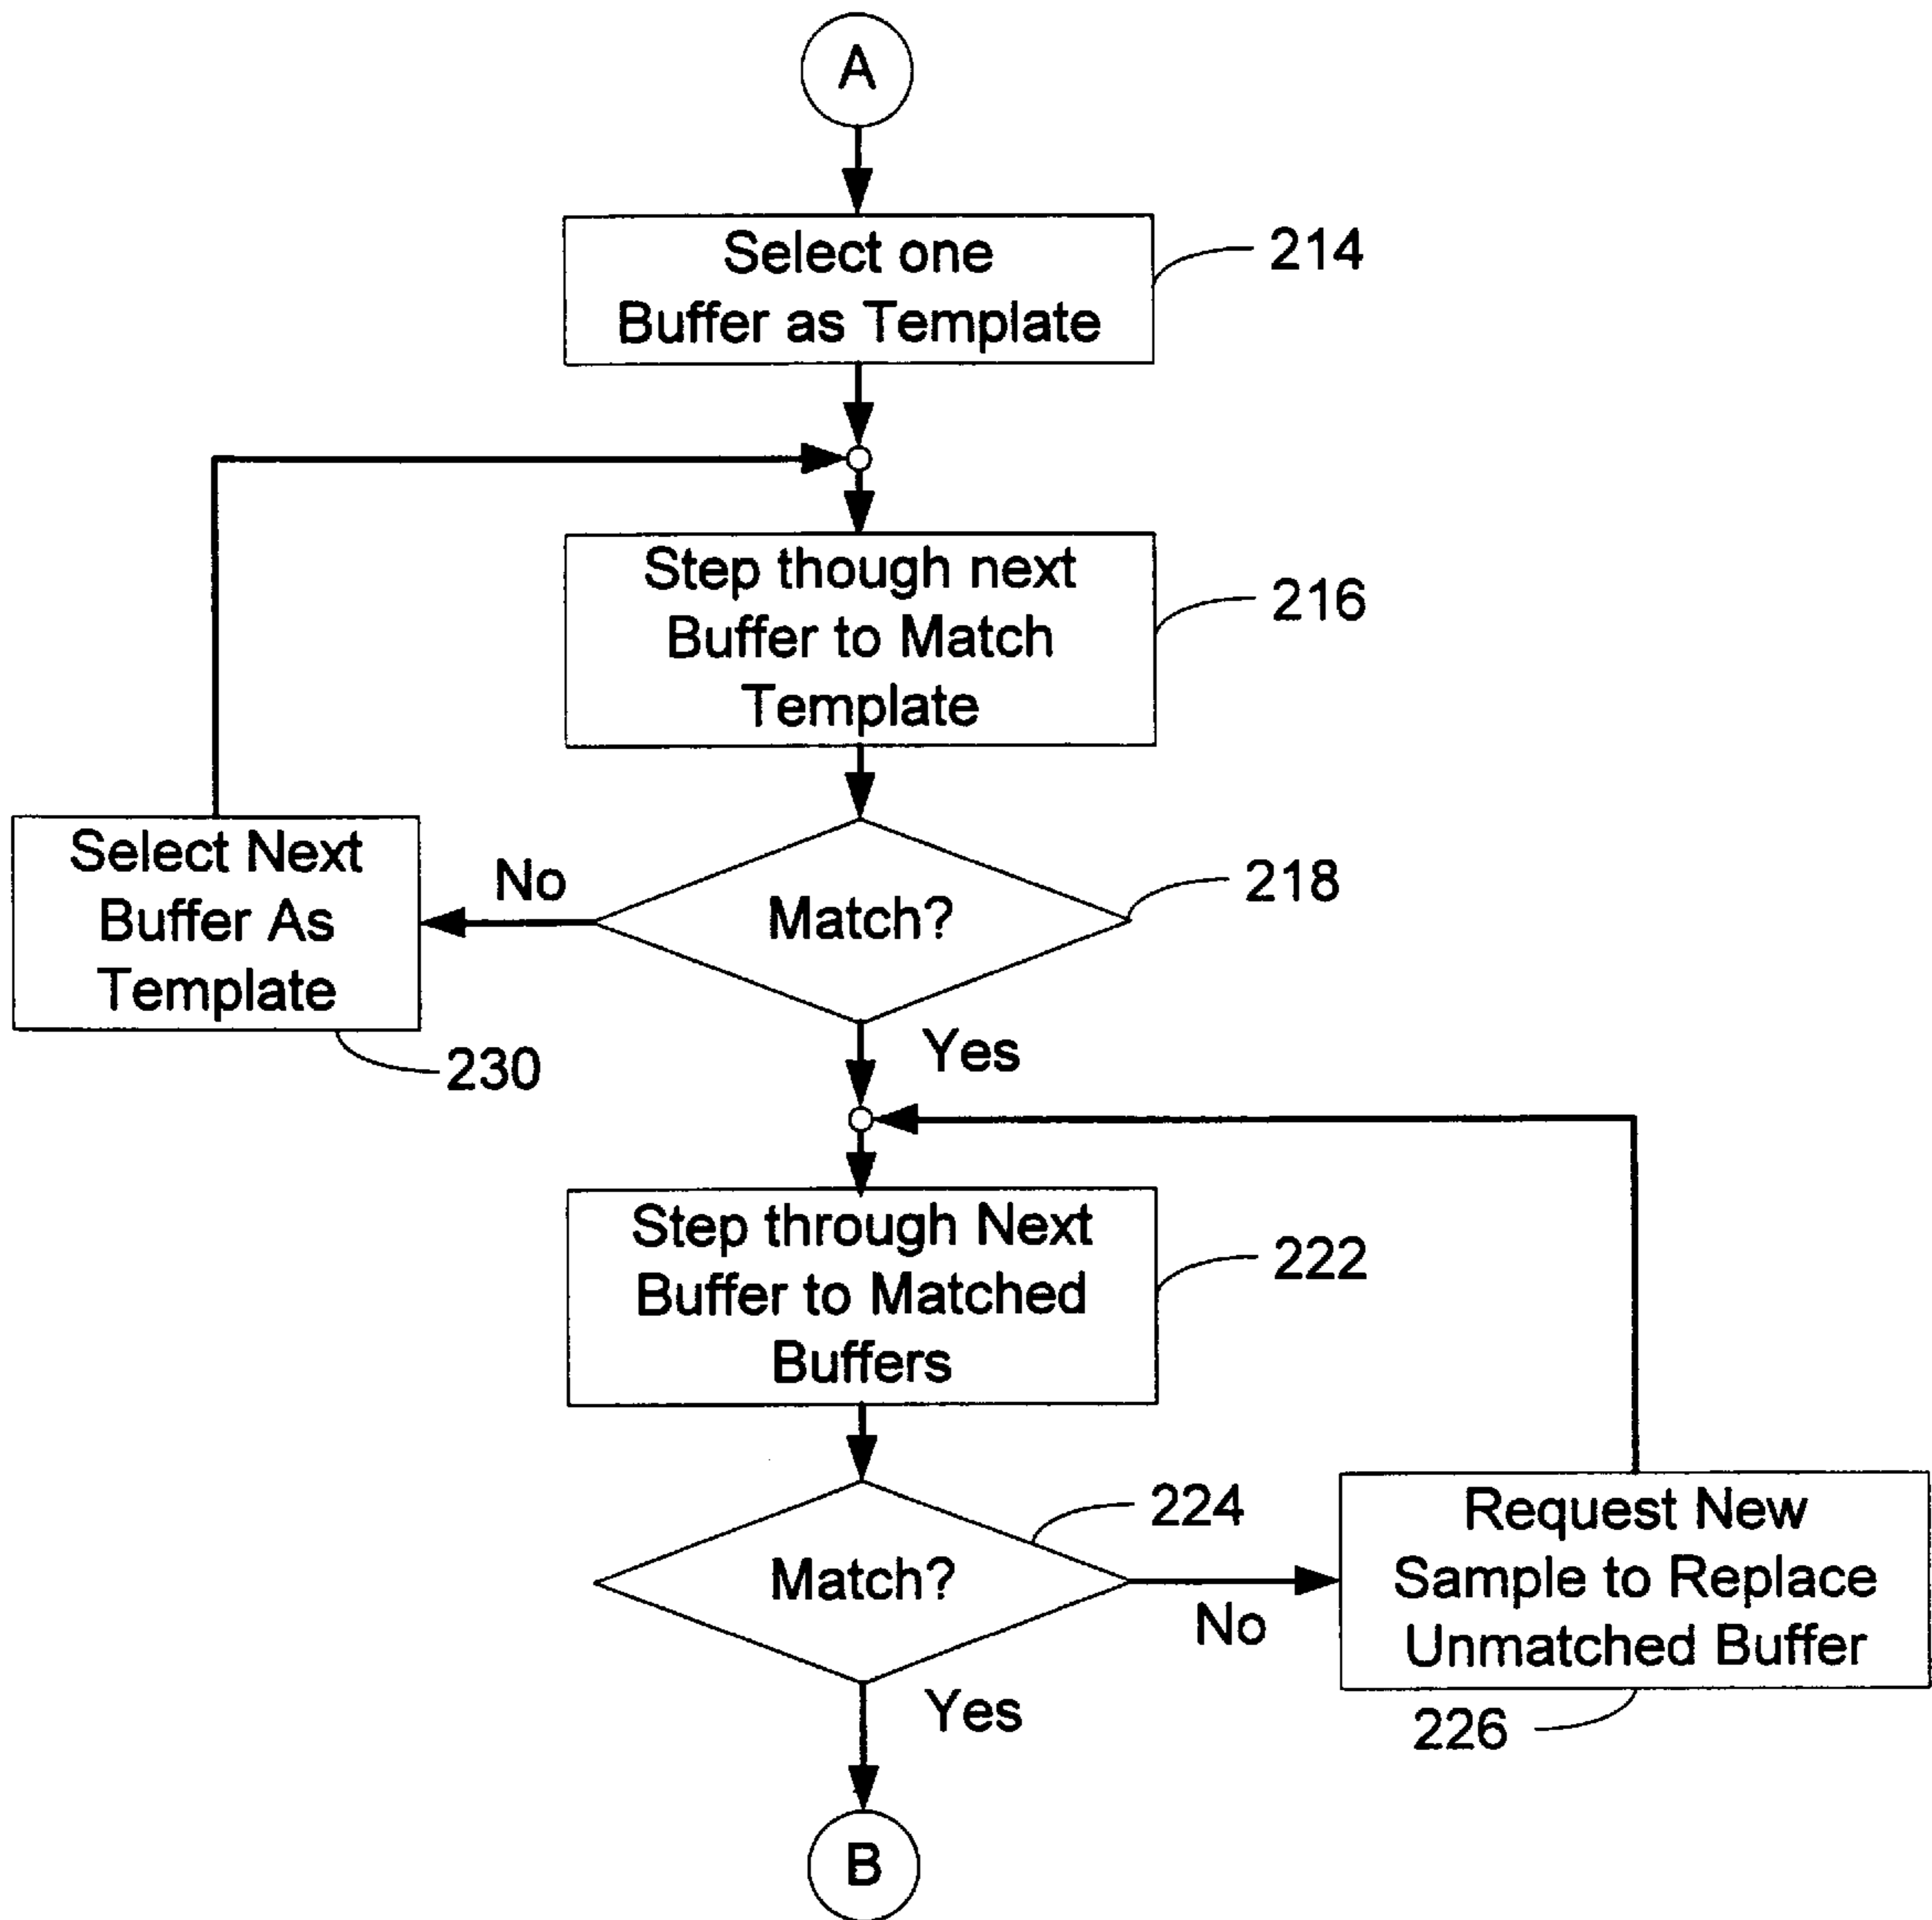 A
Select one
Buffer as Template
214
Step though next
Buffer to Match
Template
216
Select Next
Buffer As
Template
230
No
Match?
218
Yes
Step through Next
Buffer to Matched
Buffers
222
Match?
224
No
Request New
Sample to Replace
Unmatched Buffer
226
Yes
B